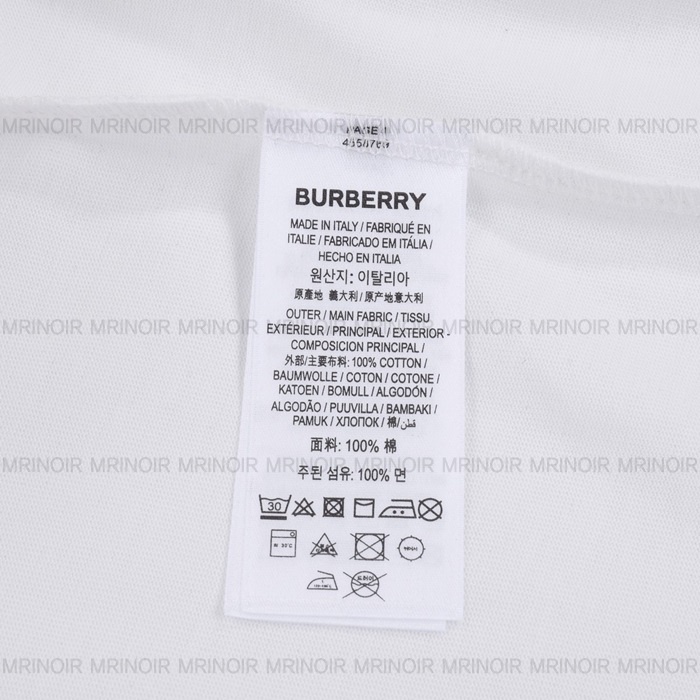 MRINOIR MRINOIR MRINOIR MRINOIR MRINOIR MRINOIR MRINOIR
BURBERRY
MADE IN ITALY / FABRIQUÉ EN
ITALIE / FABRICADO EM ITÁLIA /
HECHO EN ITALIA
원산지: 이탈리아
原產地 義大利 / 原产地意大利
OUTER / MAIN FABRIC / TISSU
MRINOIR MRINOIR MRINOIR MRINOIR MRINOIR MRINOIR MRINOIR
EXTÉRIEUR / PRINCIPAL / EXTERIOR -
COMPOSICION PRINCIPAL /
外部/主要布料: 100% COTTON /
BAUMWOLLE / COTON / COTONE /
KATOEN / BOMULL / ALGODÓN /
ALGODÃO / PUUVILLA / BAMBAKI /
PAMUK / ХЛОПОК / 棉/قطن
面料: 100% 棉
MRINOIR MRINOIR MRINOIR MRINOIR MRINOIR MRINOIR MRINOIR
주된 섬유: 100% 면
30
MRINOIR MRINOIR MRINOIR MRINOIR MRINOIR MRINOIR MRINOIR